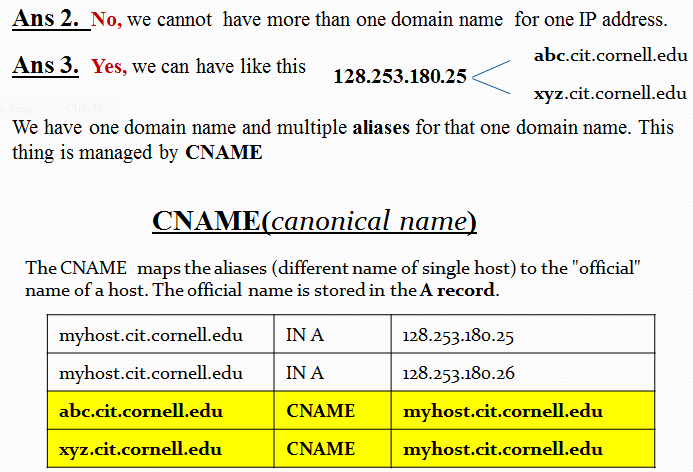 Ans 2. No, we cannot have more than one domain name for one IP address.
Ans 3. Yes, we can have like this
128.253.180.25
abc.cit.cornell.edu
xyz.cit.cornell.edu
We have one domain name and multiple aliases for that one domain name. This
thing is managed by CNAME
CNAME(canonical name)
The CNAME maps the aliases (different name of single host) to the "official"
name of a host. The official name is stored in the A record.
myhost.cit.cornell.edu IN A 128.253.180.25
myhost.cit.cornell.edu IN A 128.253.180.26
abc.cit.cornell.edu CNAME myhost.cit.cornell.edu
xyz.cit.cornell.edu CNAME myhost.cit.cornell.edu